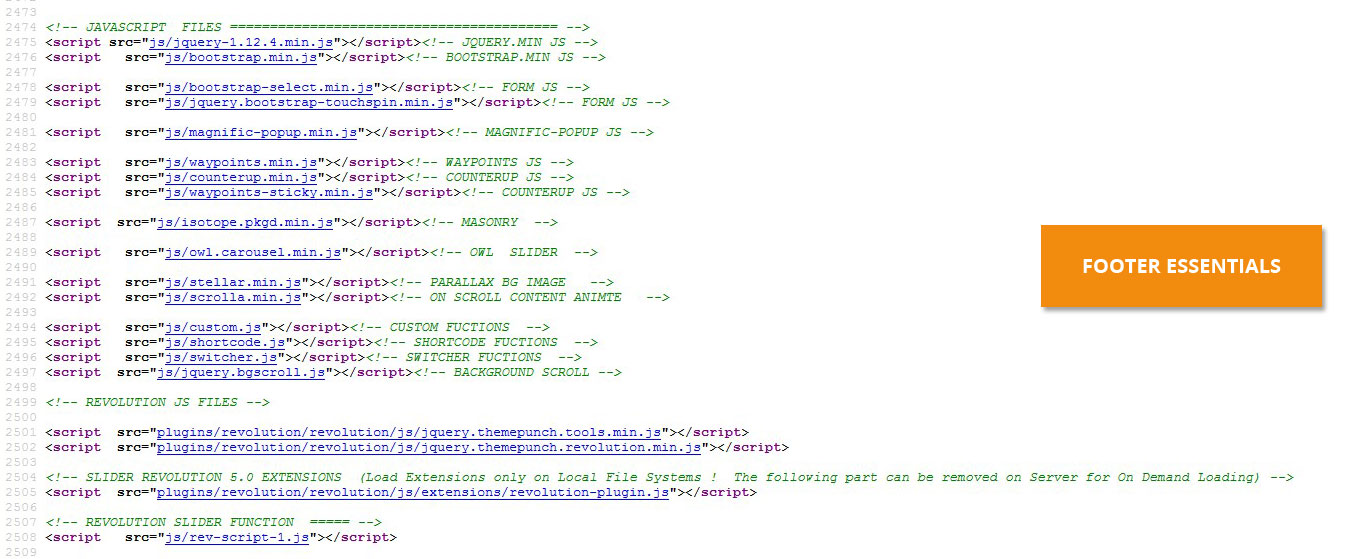 2473
2474 <!-- JAVASCRIPT  FILES ========================================= -->
2475 <script src="js/jquery-1.12.4.min.js"></script><!-- JQUERY.MIN JS -->
2476 <script   src="js/bootstrap.min.js"></script><!-- BOOTSTRAP.MIN JS -->
2477
2478 <script   src="js/bootstrap-select.min.js"></script><!-- FORM JS -->
2479 <script   src="js/jquery.bootstrap-touchspin.min.js"></script><!-- FORM JS -->
2480
2481 <script   src="js/magnific-popup.min.js"></script><!-- MAGNIFIC-POPUP JS -->
2482
2483 <script   src="js/waypoints.min.js"></script><!-- WAYPOINTS JS -->
2484 <script   src="js/counterup.min.js"></script><!-- COUNTERUP JS -->
2485 <script   src="js/waypoints-sticky.min.js"></script><!-- COUNTERUP JS -->
2486
2487 <script  src="js/isotope.pkgd.min.js"></script><!-- MASONRY  -->
2488
2489 <script   src="js/owl.carousel.min.js"></script><!-- OWL  SLIDER  -->
2490
2491 <script   src="js/stellar.min.js"></script><!-- PARALLAX BG IMAGE   -->
2492 <script   src="js/scrolla.min.js"></script><!-- ON SCROLL CONTENT ANIMTE   -->
2493
2494 <script   src="js/custom.js"></script><!-- CUSTOM FUCTIONS  -->
2495 <script   src="js/shortcode.js"></script><!-- SHORTCODE FUCTIONS  -->
2496 <script   src="js/switcher.js"></script><!-- SWITCHER FUCTIONS  -->
2497 <script  src="js/jquery.bgscroll.js"></script><!-- BACKGROUND SCROLL -->
2498
2499 <!-- REVOLUTION JS FILES -->
2500
2501 <script  src="plugins/revolution/revolution/js/jquery.themepunch.tools.min.js"></script>
2502 <script  src="plugins/revolution/revolution/js/jquery.themepunch.revolution.min.js"></script>
2503
2504 <!-- SLIDER REVOLUTION 5.0 EXTENSIONS  (Load Extensions only on Local File Systems !  The following part can be removed on Server for On Demand Loading) -->
2505 <script  src="plugins/revolution/revolution/js/extensions/revolution-plugin.js"></script>
2506
2507 <!-- REVOLUTION SLIDER FUNCTION  ===== -->
2508 <script  src="js/rev-script-1.js"></script>
2509
FOOTER ESSENTIALS